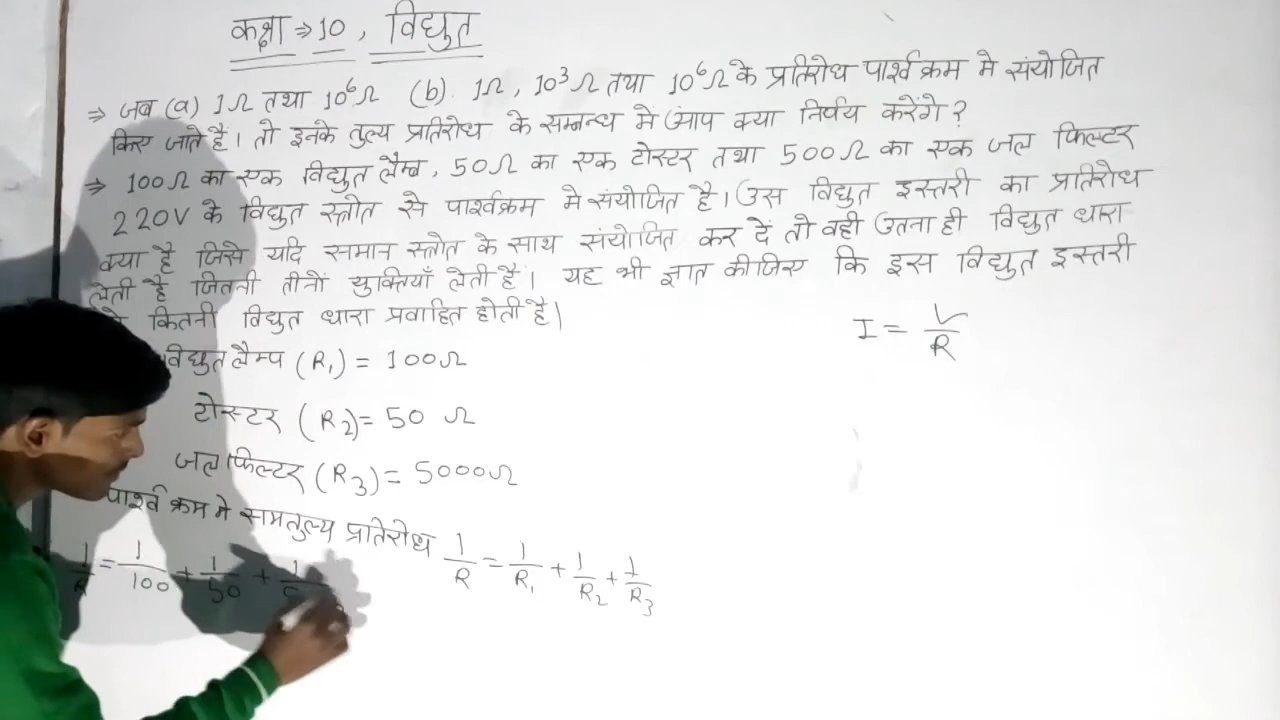 कक्षा ⇒ 10 , विद्युत
⇒ जब (a) 1Ω तथा 10⁶Ω (b). 1Ω, 10³Ω तथा 10⁶Ω के प्रतिरोध पार्श्व क्रम मे संयोजित
किए जाते हैं। तो इनके तुल्य प्रतिरोध के सम्बन्ध में आप क्या निर्णय करेंगे ?
⇒ 100Ω का एक विद्युत लैम्ब, 50Ω का एक टोस्टर तथा 500Ω का एक जल फिल्टर
220V के विद्युत स्त्रोत से पार्श्वक्रम मे संयोजित है। उस विद्युत इस्तरी का प्रतिरोध
क्या है जिसे यदि समान स्त्रोत के साथ संयोजित कर दें तो वही उतना ही विद्युत धारा
लेती है जितनी तीनों युक्तियाँ लेती हैं। यह भी ज्ञात कीजिए कि इस विद्युत इस्तरी
कितनी विद्युत धारा प्रवाहित होती है।
I = V/R
विद्युत लैम्प (R₁) = 100Ω
टोस्टर (R₂) = 50 Ω
जल फिल्टर (R₃) = 5000Ω
पार्श्व क्रम मे समतुल्य प्रतिरोध 1/R = 1/R₁ + 1/R₂ + 1/R₃
1/R = 1/100 + 1/50 + 1/